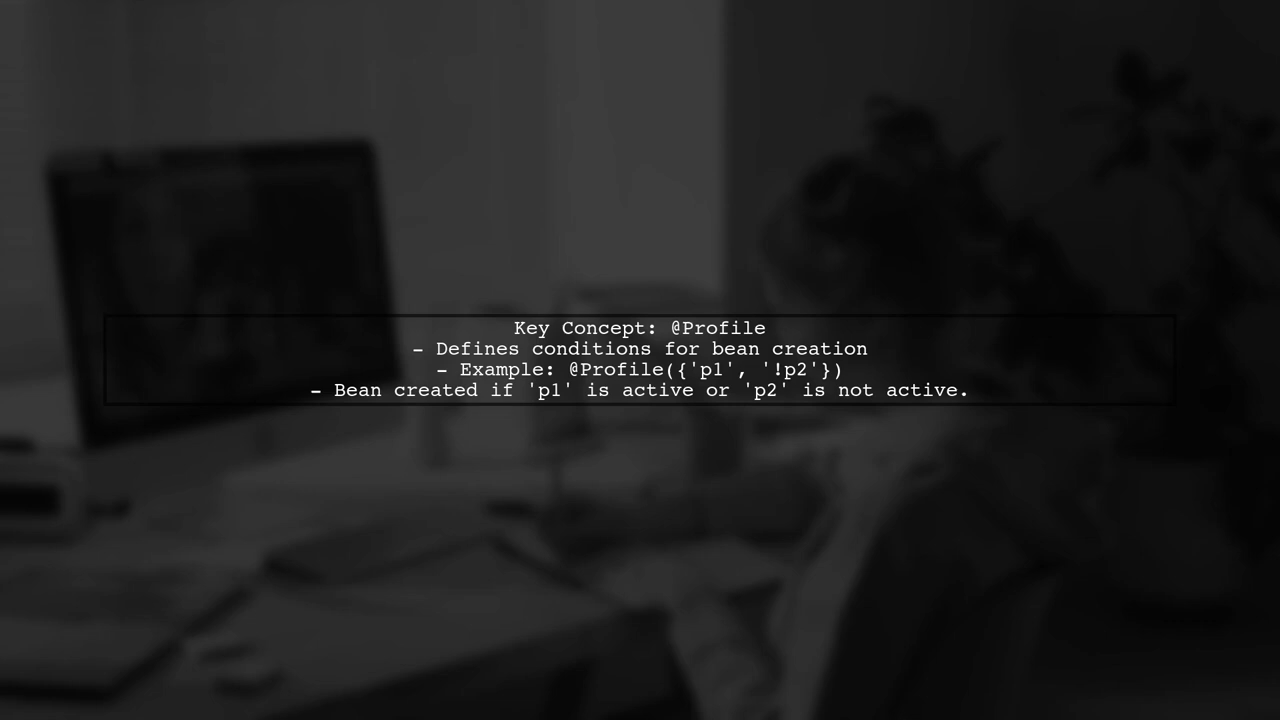 Key Concept: @Profile
- Defines conditions for bean creation
- Example: @Profile({'p1', '!p2'})
- Bean created if 'p1' is active or 'p2' is not active.